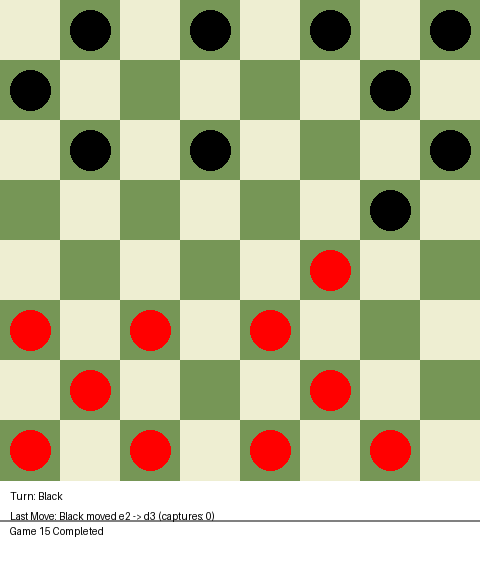 Turn: Black
Last Move: Black moved e2 -> d3 (captures: 0)
Game 15 Completed